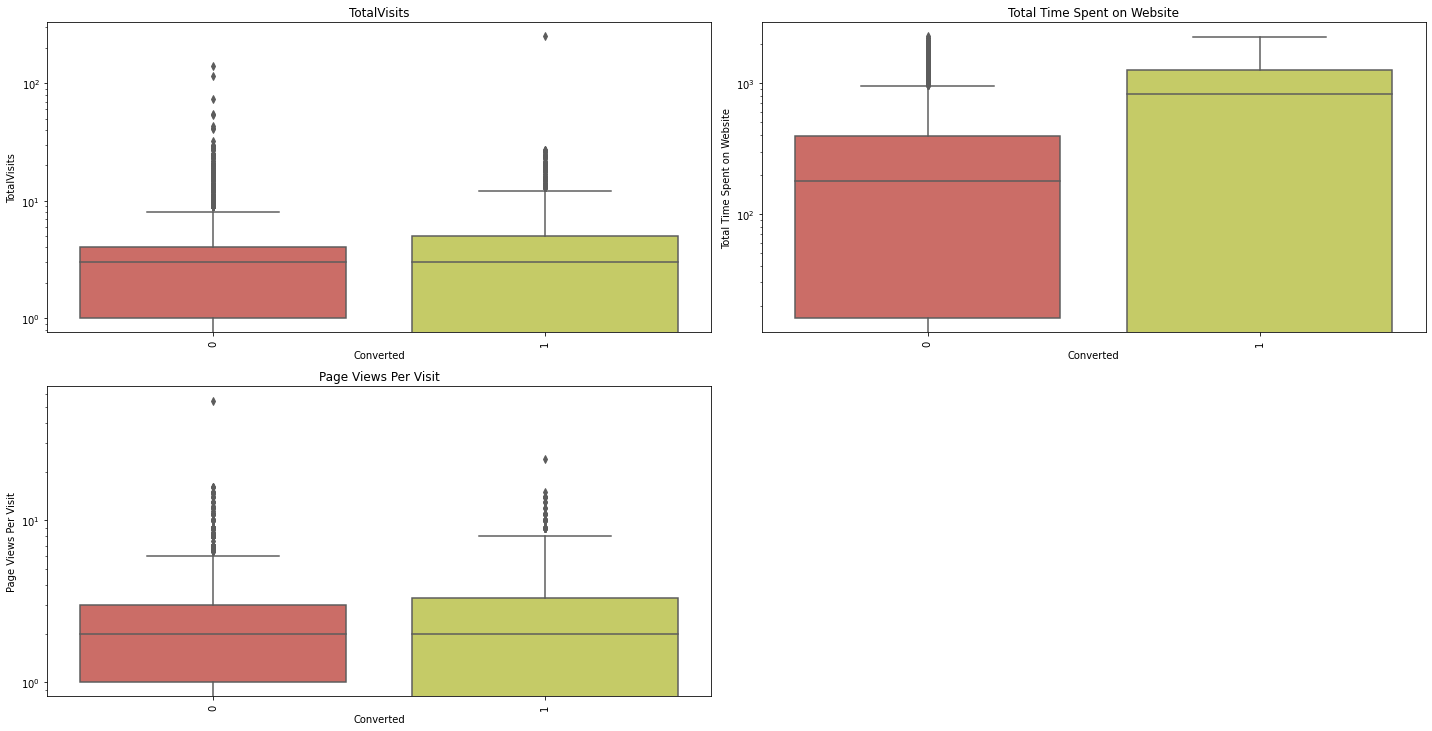 TotalVisits
10²
10¹
10⁰
TotalVisits
0
1
Converted
Total Time Spent on Website
10³
10²
Total Time Spent on Website
0
1
Converted
Page Views Per Visit
10¹
10⁰
Page Views Per Visit
0
1
Converted